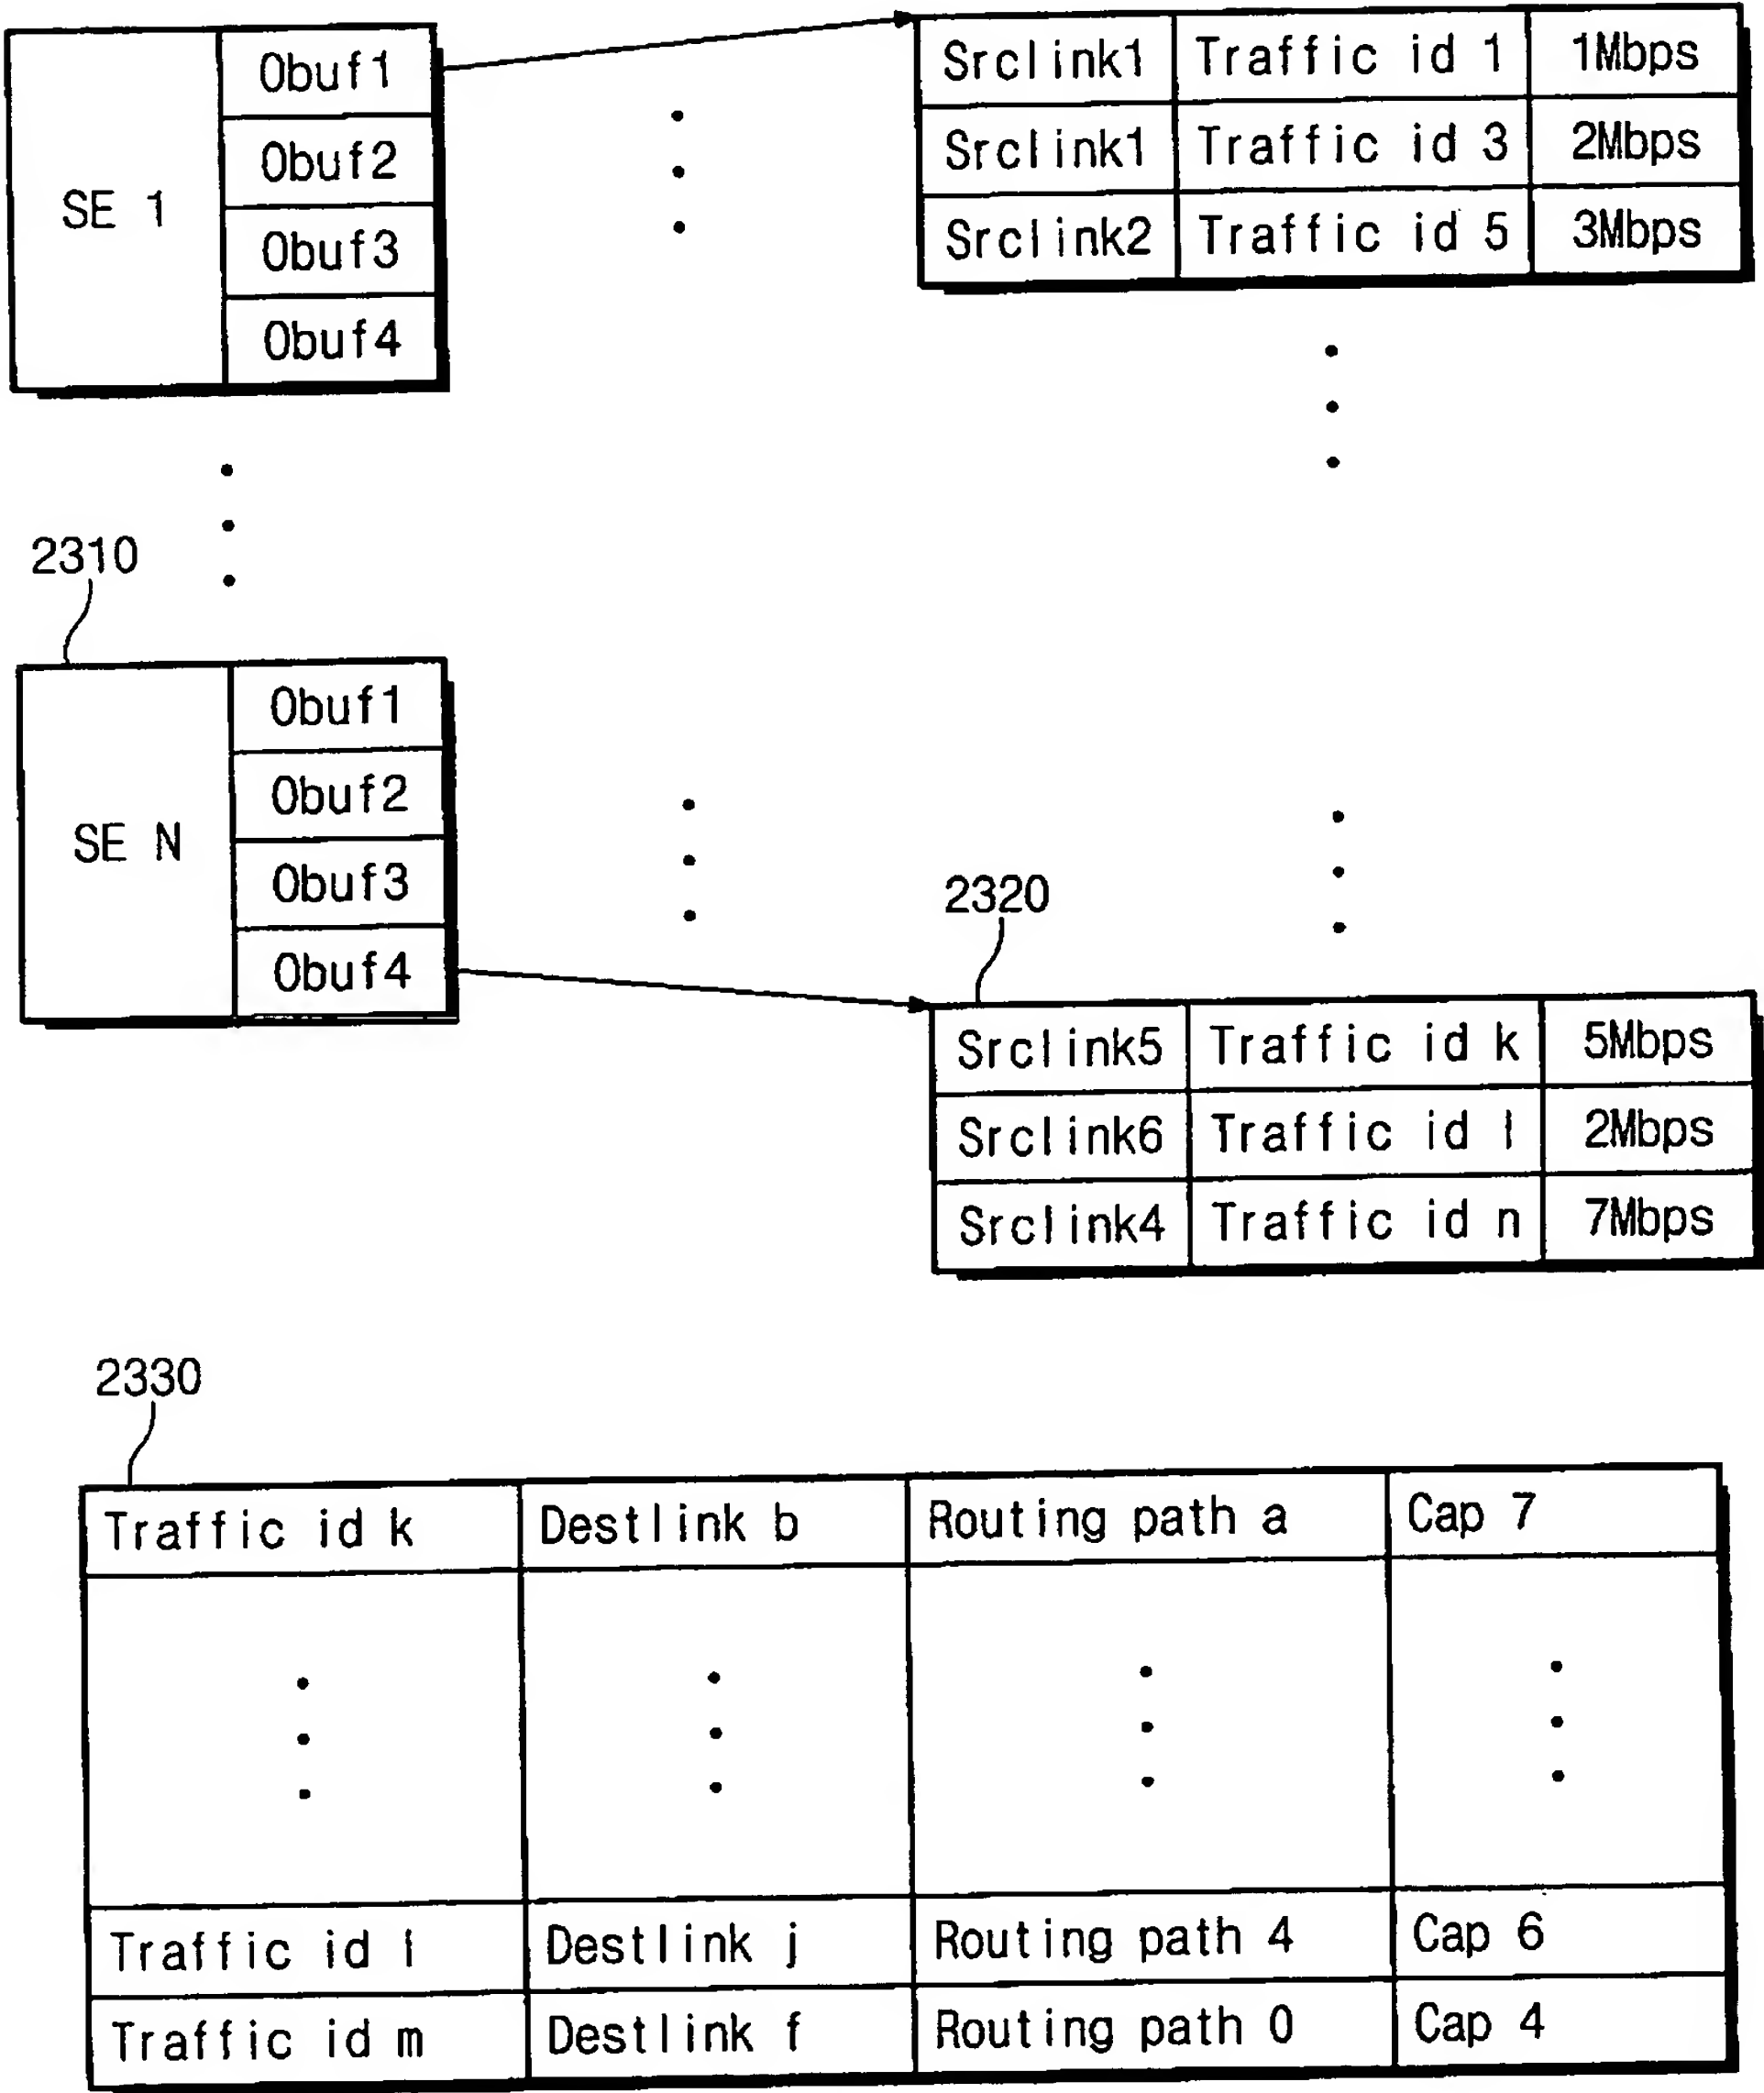 SE 1
Obuf1
Obuf2
Obuf3
Obuf4
Srclink1 Traffic id 1 1Mbps
Srclink1 Traffic id 3 2Mbps
Srclink2 Traffic id 5 3Mbps
2310
SE N
Obuf1
Obuf2
Obuf3
Obuf4
2320
Srclink5 Traffic id k 5Mbps
Srclink6 Traffic id l 2Mbps
Srclink4 Traffic id n 7Mbps
2330
Traffic id k Destlink b Routing path a Cap 7
Traffic id l Destlink j Routing path 4 Cap 6
Traffic id m Destlink f Routing path 0 Cap 4